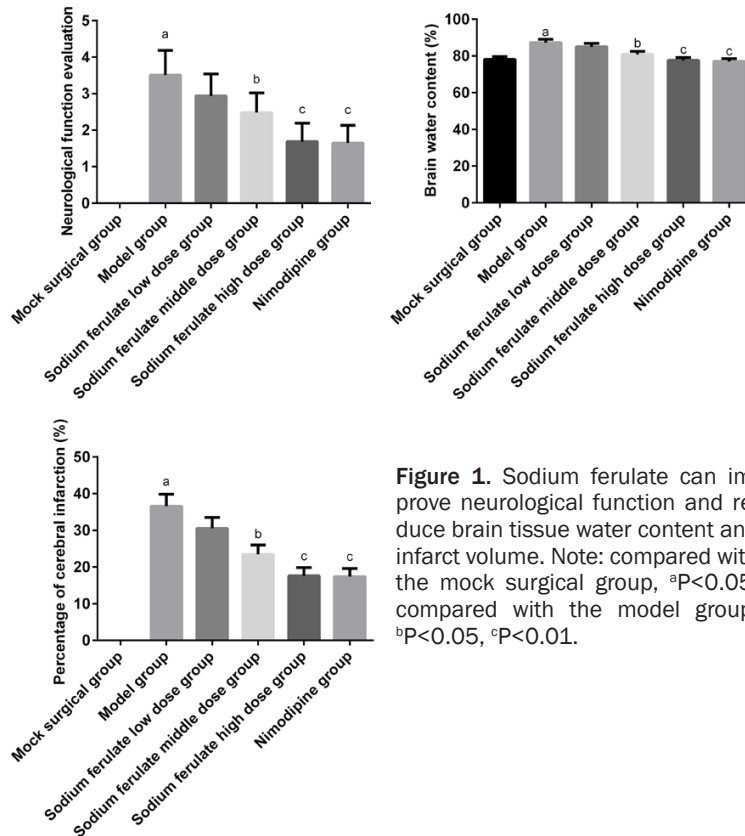 Neurological function evaluation
5
4
3
2
1
0
a
b
c
c
Mock surgical group
Model group
Sodium ferulate low dose group
Sodium ferulate middle dose group
Sodium ferulate high dose group
Nimodipine group
Brain water content (%)
100
80
60
40
20
0
a
b
c
c
Mock surgical group
Model group
Sodium ferulate low dose group
Sodium ferulate middle dose group
Sodium ferulate high dose group
Nimodipine group
Percentage of cerebral infarction (%)
50
40
30
20
10
0
a
b
c
c
Mock surgical group
Model group
Sodium ferulate low dose group
Sodium ferulate middle dose group
Sodium ferulate high dose group
Nimodipine group
Figure 1. Sodium ferulate can im
prove neurological function and re
duce brain tissue water content an
infarct volume. Note: compared wit
the mock surgical group, ᵃP<0.05
compared with the model group
ᵇP<0.05, ᶜP<0.01.